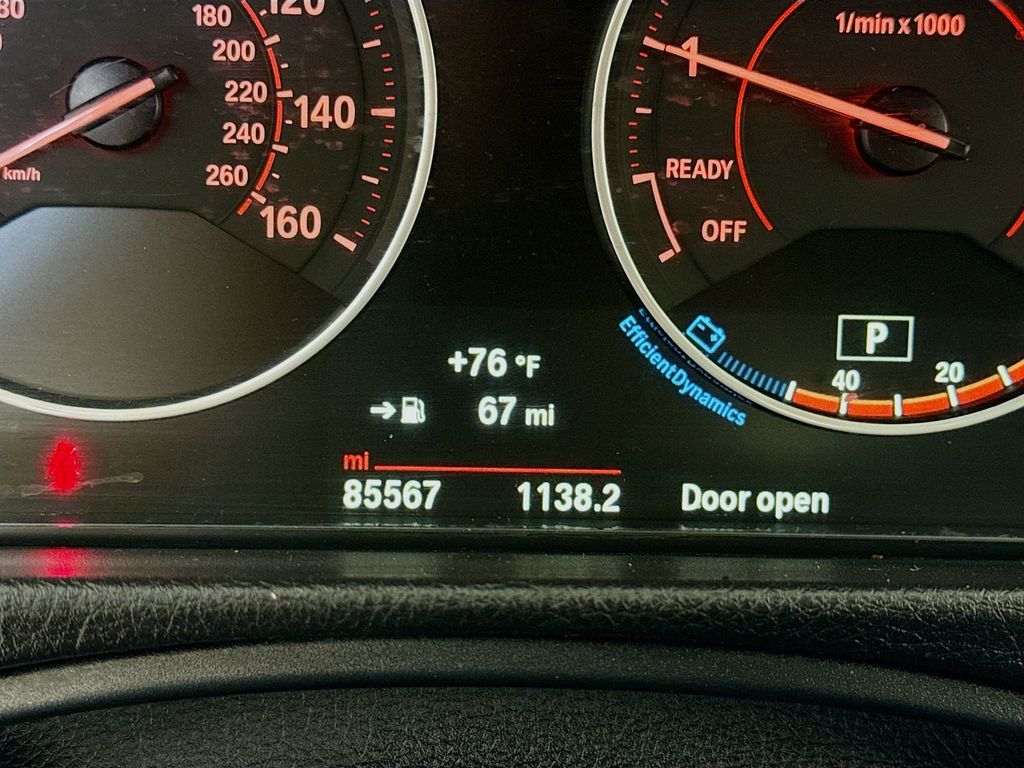 180
200
220
240
260
km/h
120
140
160
1/min x 1000
1
READY
OFF
P
40
20
EfficientDynamics
+76 °F
67 mi
mi
85567 1138.2
Door open